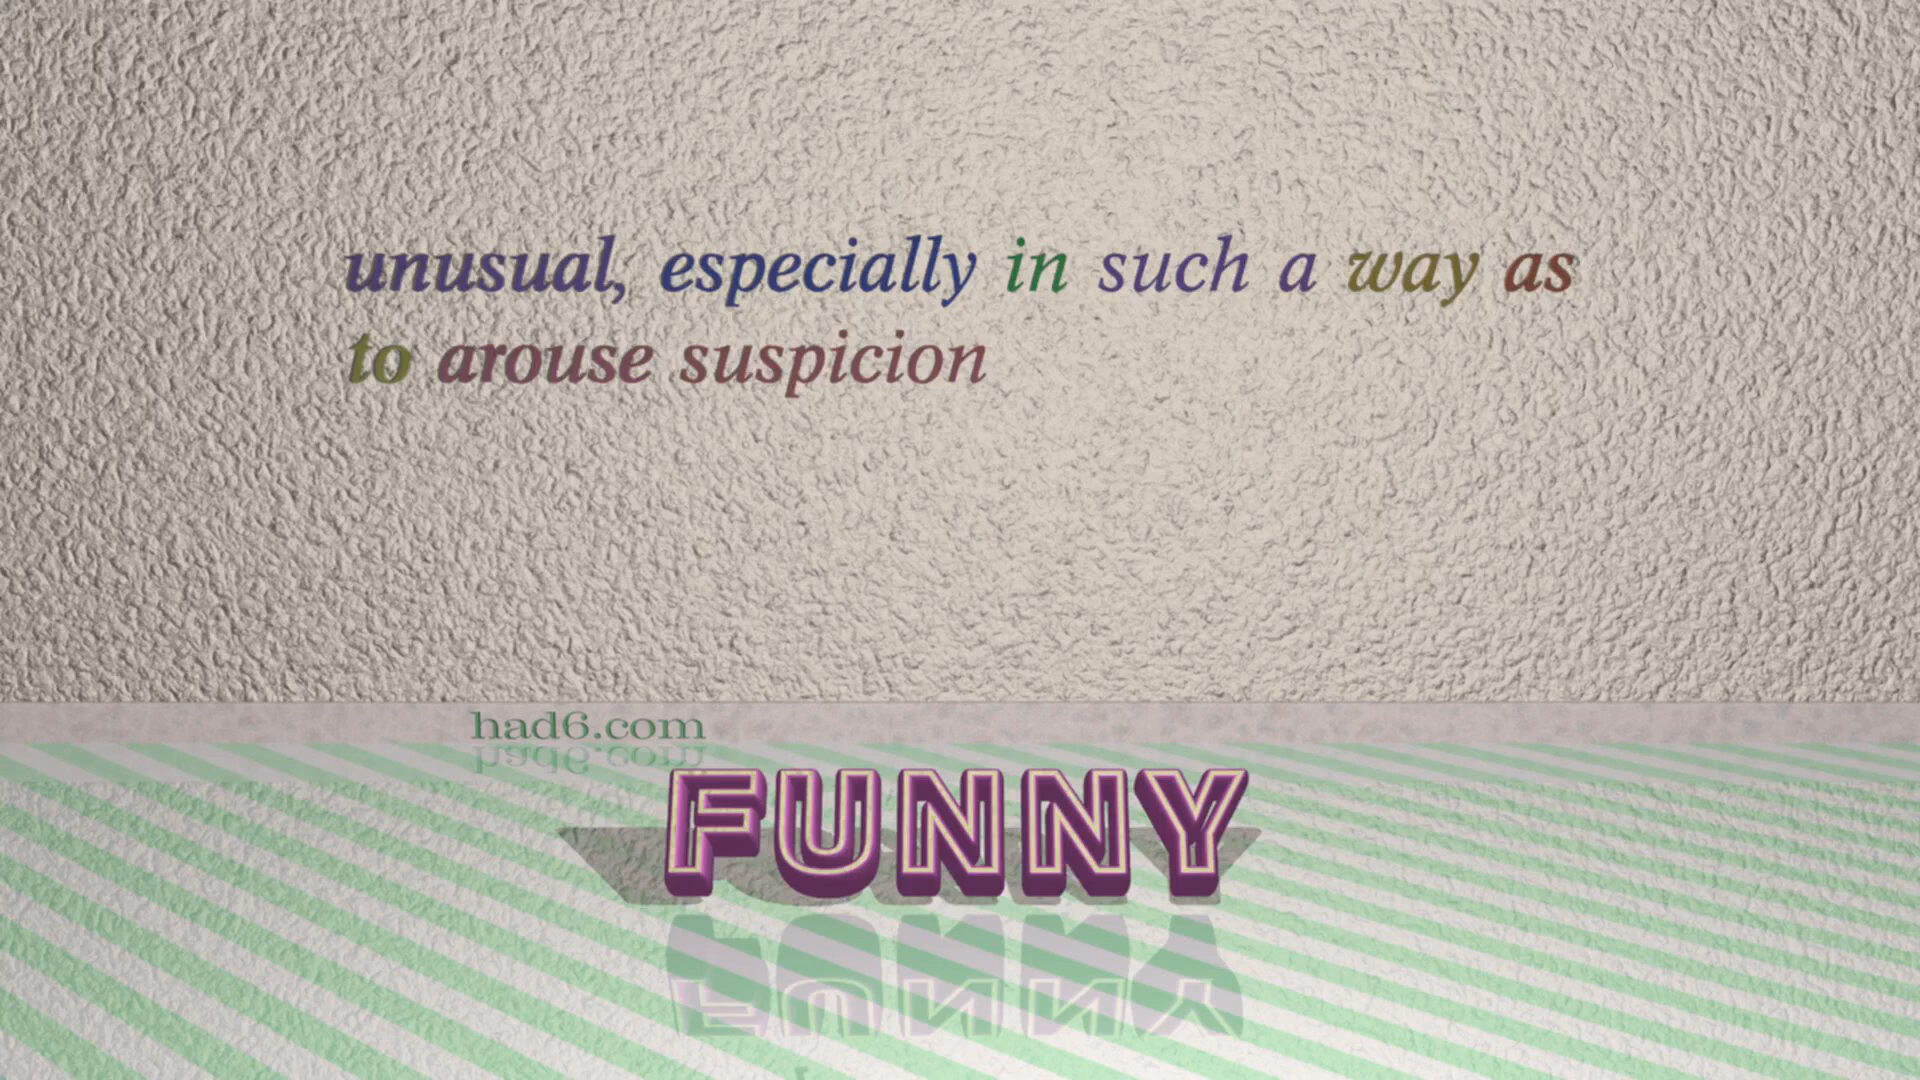 unusual, especially in such a way as
to arouse suspicion
had6.com
FUNNY